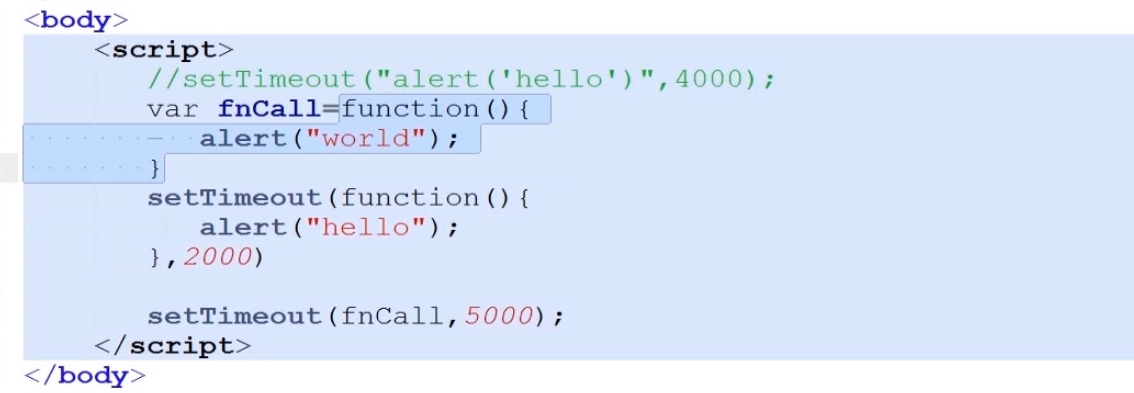 <body>
<script>
//setTimeout("alert('hello')",4000);
var fnCall=function(){
alert("world");
}
setTimeout(function(){
alert("hello");
},2000)
setTimeout(fnCall,5000);
</script>
</body>